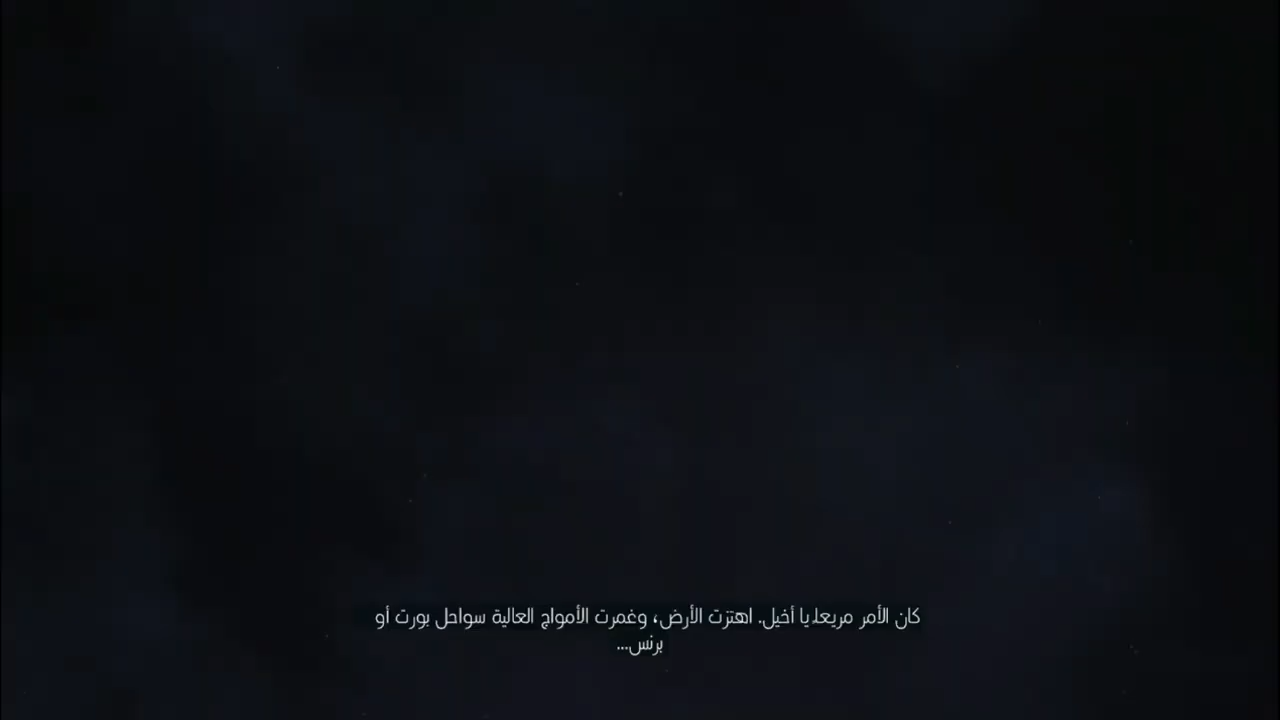 كان الأمر مريعا يا أخيل. اهتزت الأرض، وغمرت الأمواج العالية سواحل بورت أو
برنس...